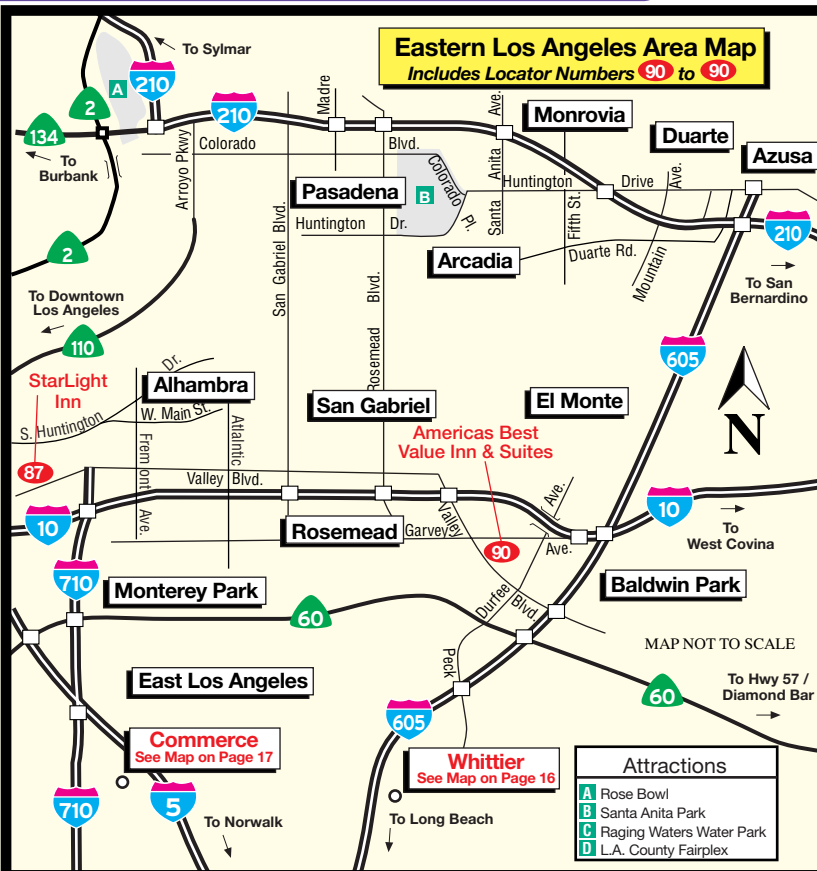 Eastern Los Angeles Area Map
Includes Locator Numbers 90 to 90
To Sylmar
A
210
2
210
134
To
Burbank
Arroyo Pkwy
Colorado
Blvd.
Madre
Ave.
Santa Anita
Monrovia
Duarte
Azusa
Pasadena
B
Colorado Pl.
Huntington
Drive
Ave.
Mountain
Fifth St.
Huntington Dr.
San Gabriel Blvd.
Rosemead Blvd.
Arcadia
Duarte Rd.
210
To San
Bernardino
2
To Downtown
Los Angeles
110
605
N
StarLight
Inn
87
S. Huntington Dr.
Alhambra
W. Main St.
Fremont Ave.
Atlaintic
Valley Blvd.
San Gabriel
El Monte
Americas Best
Value Inn & Suites
90
10
Rosemead
Garvey
Ave.
Valley Blvd.
Ave.
10
To
West Covina
710
Monterey Park
Baldwin Park
60
Durfee
Peck
MAP NOT TO SCALE
East Los Angeles
To Hwy 57 /
Diamond Bar
60
605
Commerce
See Map on Page 17
Whittier
See Map on Page 16
710
5
To Norwalk
To Long Beach
Attractions
A Rose Bowl
B Santa Anita Park
C Raging Waters Water Park
D L.A. County Fairplex